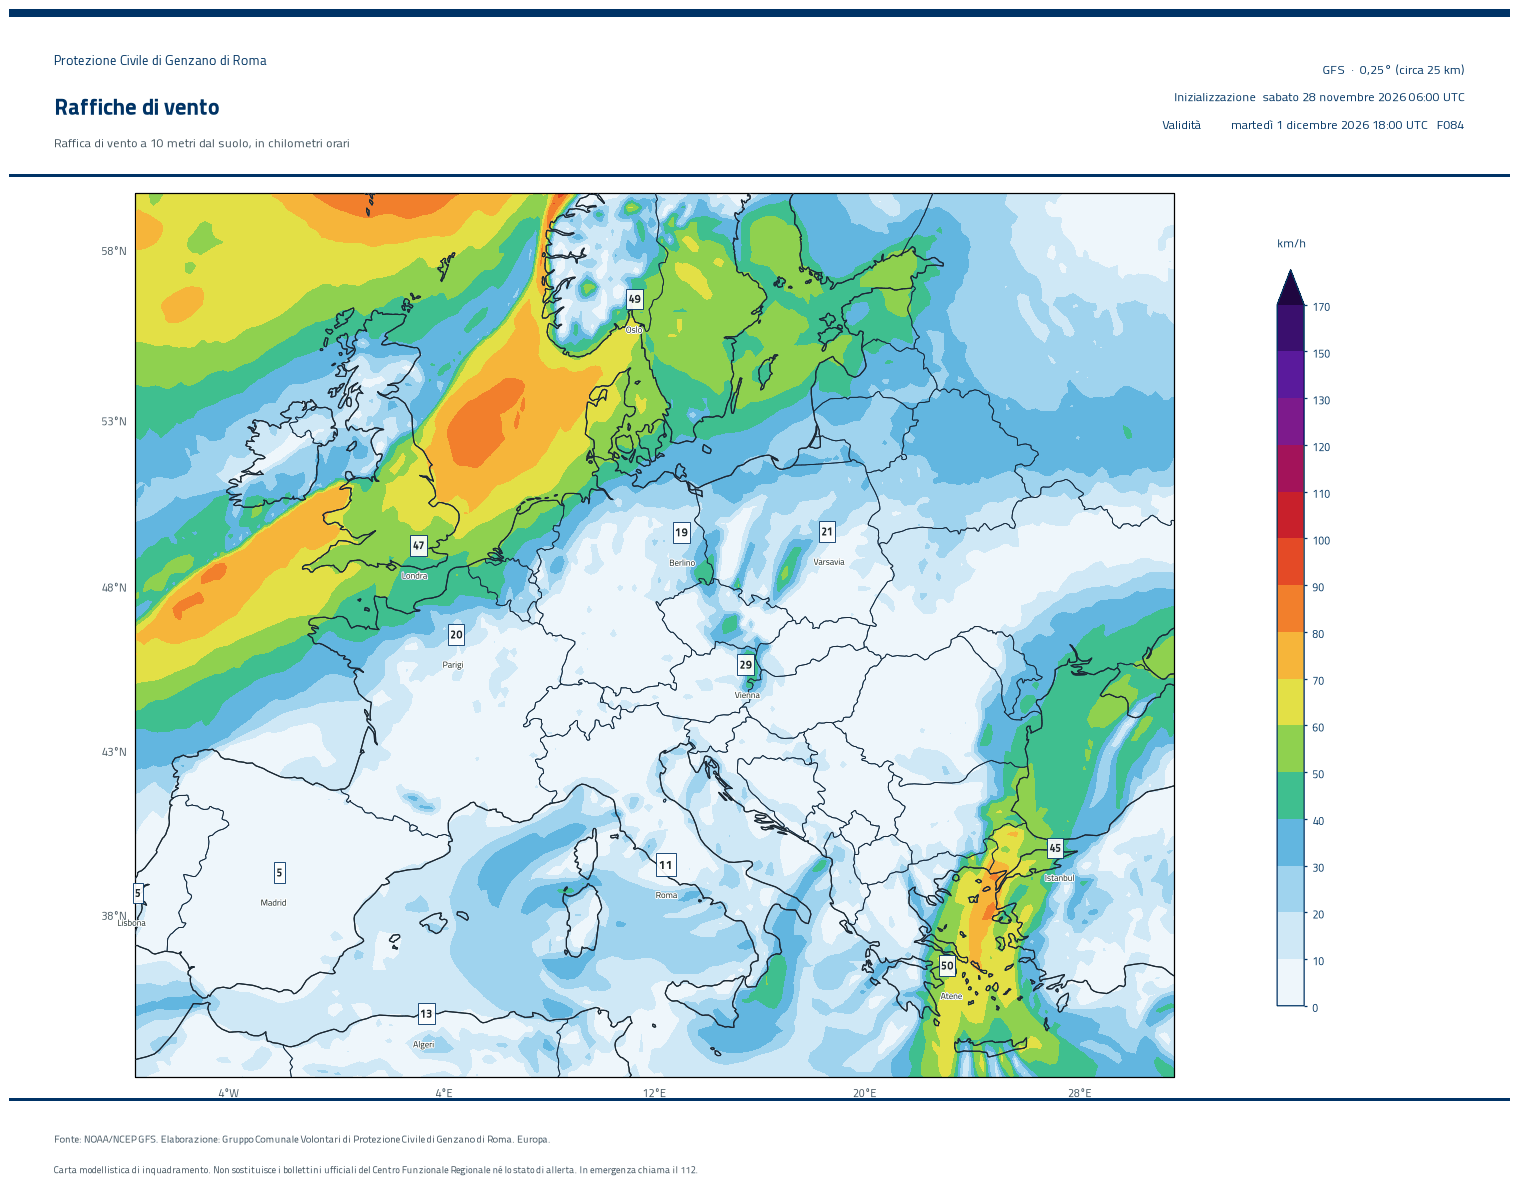 Protezione Civile di Genzano di Roma
Raffiche di vento
Raffica di vento a 10 metri dal suolo, in chilometri orari
GFS · 0,25° (circa 25 km)
Inizializzazione sabato 28 novembre 2026 06:00 UTC
Validità martedì 1 dicembre 2026 18:00 UTC F084
58°N
53°N
48°N
43°N
38°N
4°W
4°E
12°E
20°E
28°E
49
Oslo
47
Londra
19
Berlino
21
Varsavia
20
Parigi
29
Vienna
5
Lisbona
5
Madrid
11
Roma
45
Istanbul
50
Atene
13
Algeri
km/h
170
150
130
120
110
100
90
80
70
60
50
40
30
20
10
0
Fonte: NOAA/NCEP GFS. Elaborazione: Gruppo Comunale Volontari di Protezione Civile di Genzano di Roma. Europa.
Carta modellistica di inquadramento. Non sostituisce i bollettini ufficiali del Centro Funzionale Regionale né lo stato di allerta. In emergenza chiama il 112.